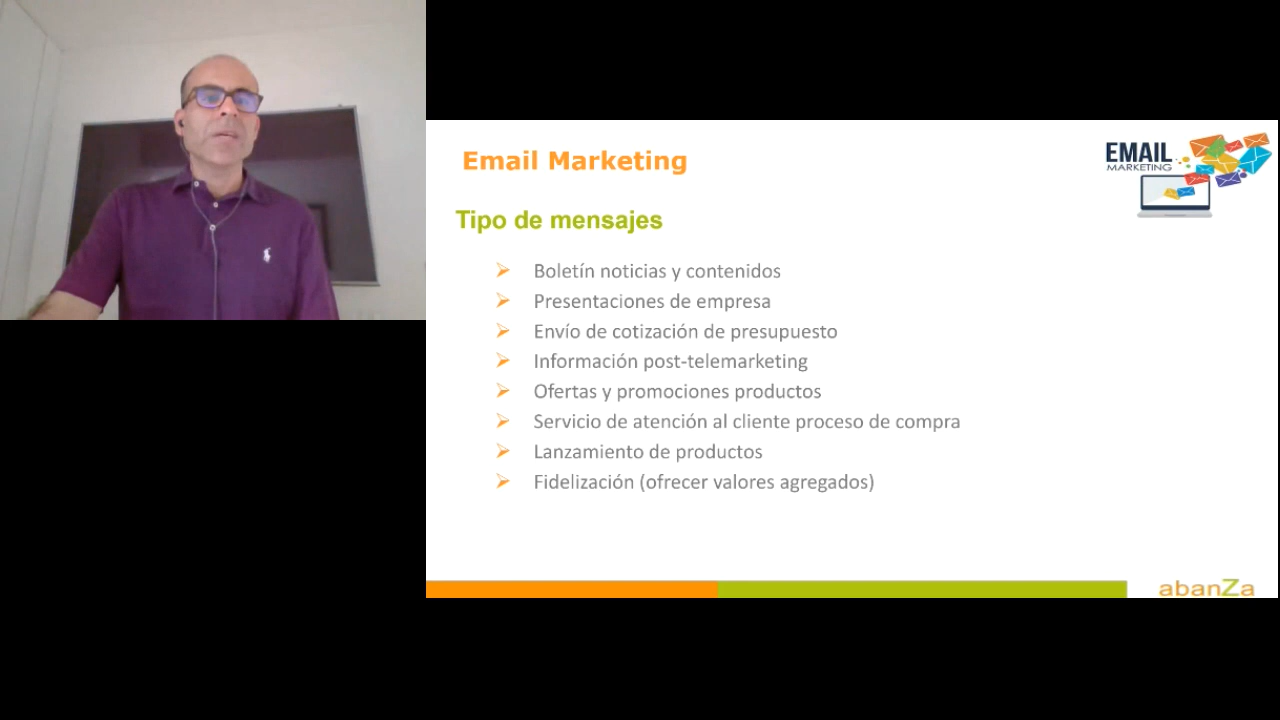 Email Marketing
EMAIL
MARKETING
Tipo de mensajes
Boletín noticias y contenidos
Presentaciones de empresa
Envío de cotización de presupuesto
Información post-telemarketing
Ofertas y promociones productos
Servicio de atención al cliente proceso de compra
Lanzamiento de productos
Fidelización (ofrecer valores agregados)
abanZa